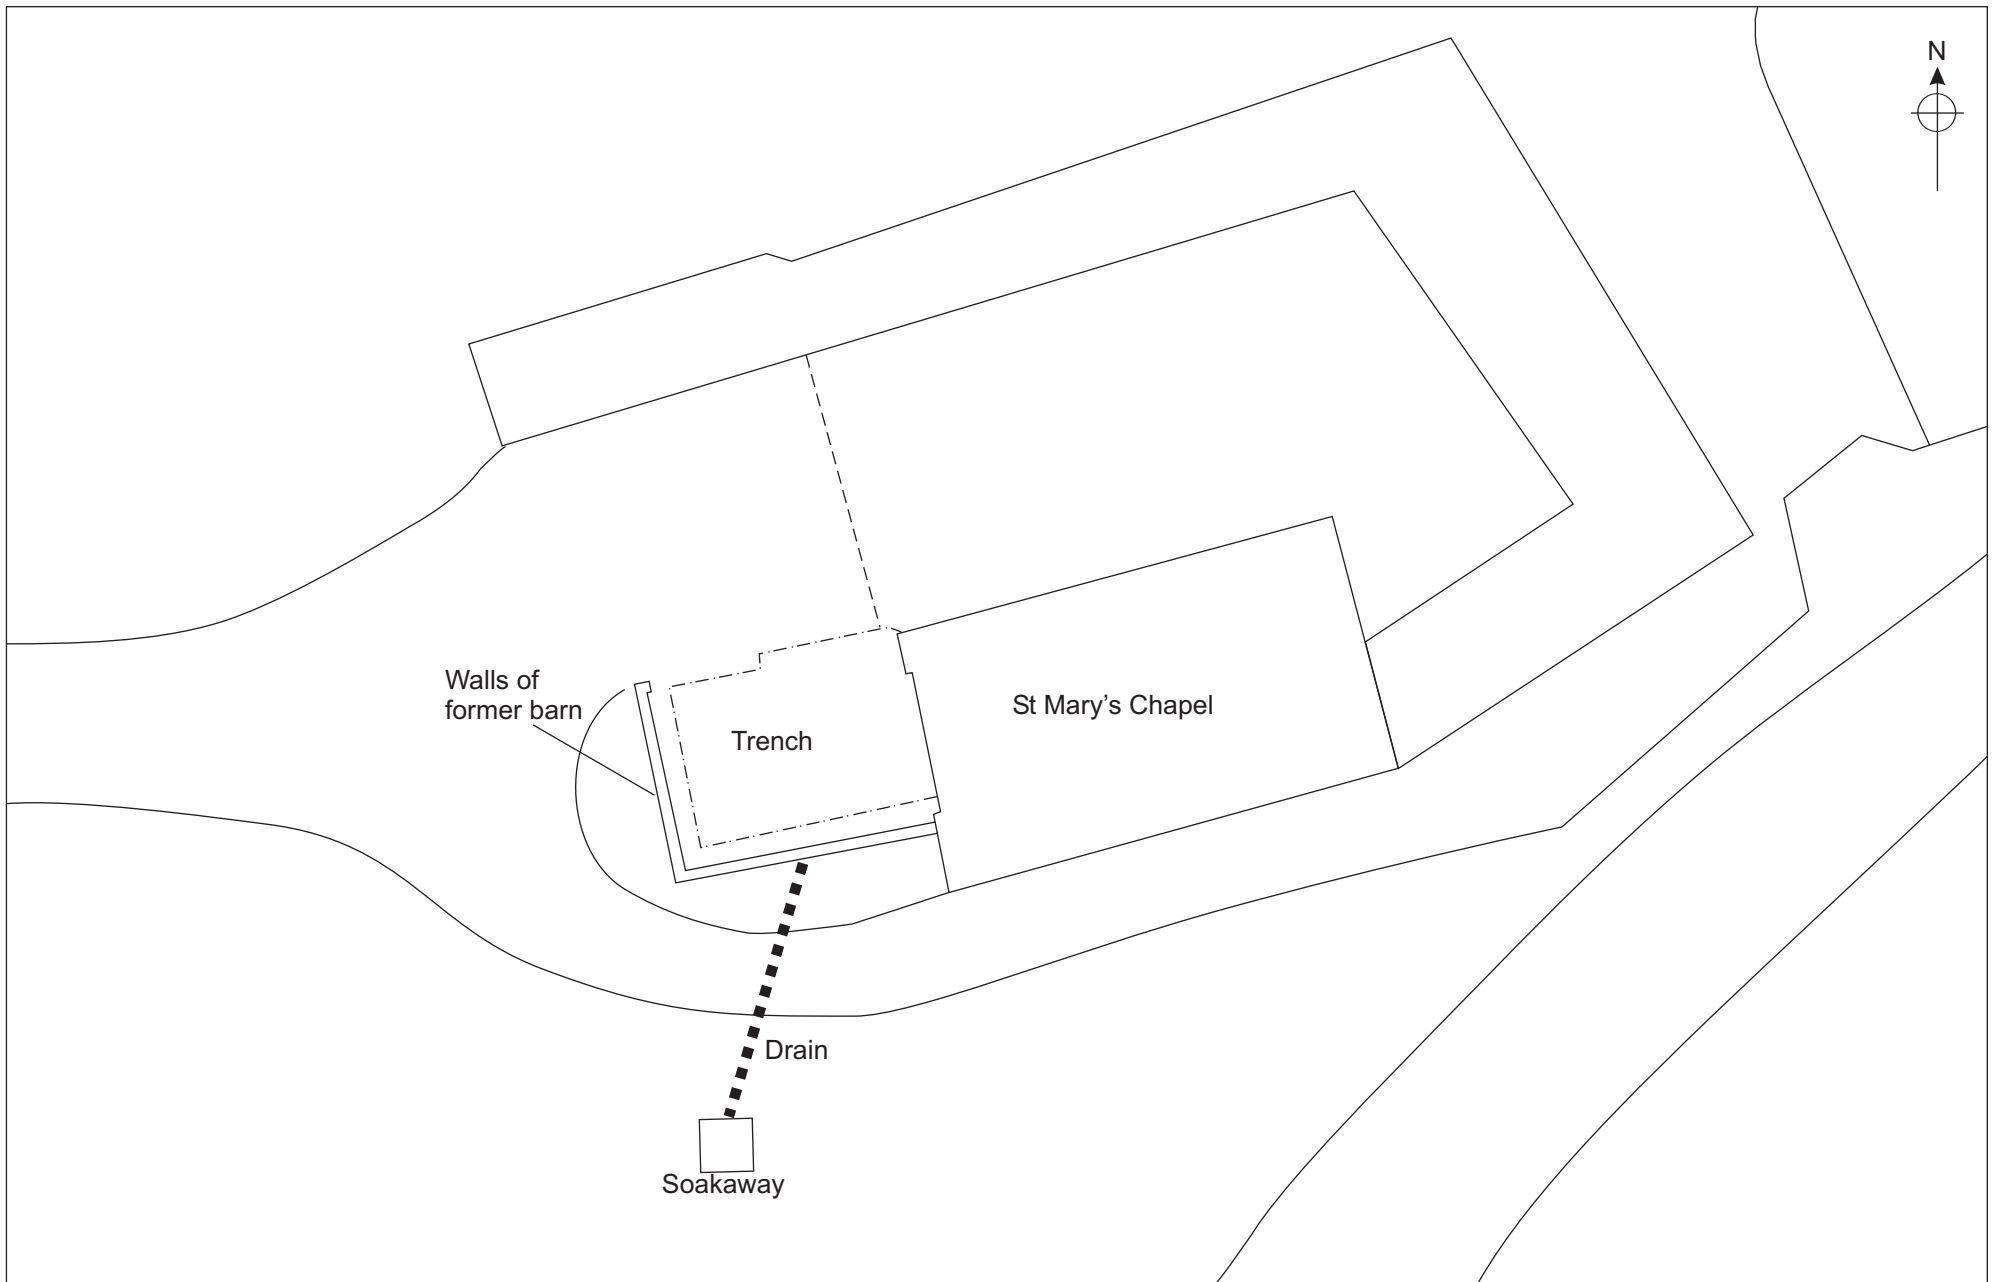 N
Walls of
former barn
St Mary’s Chapel
Trench
Drain
Soakaway